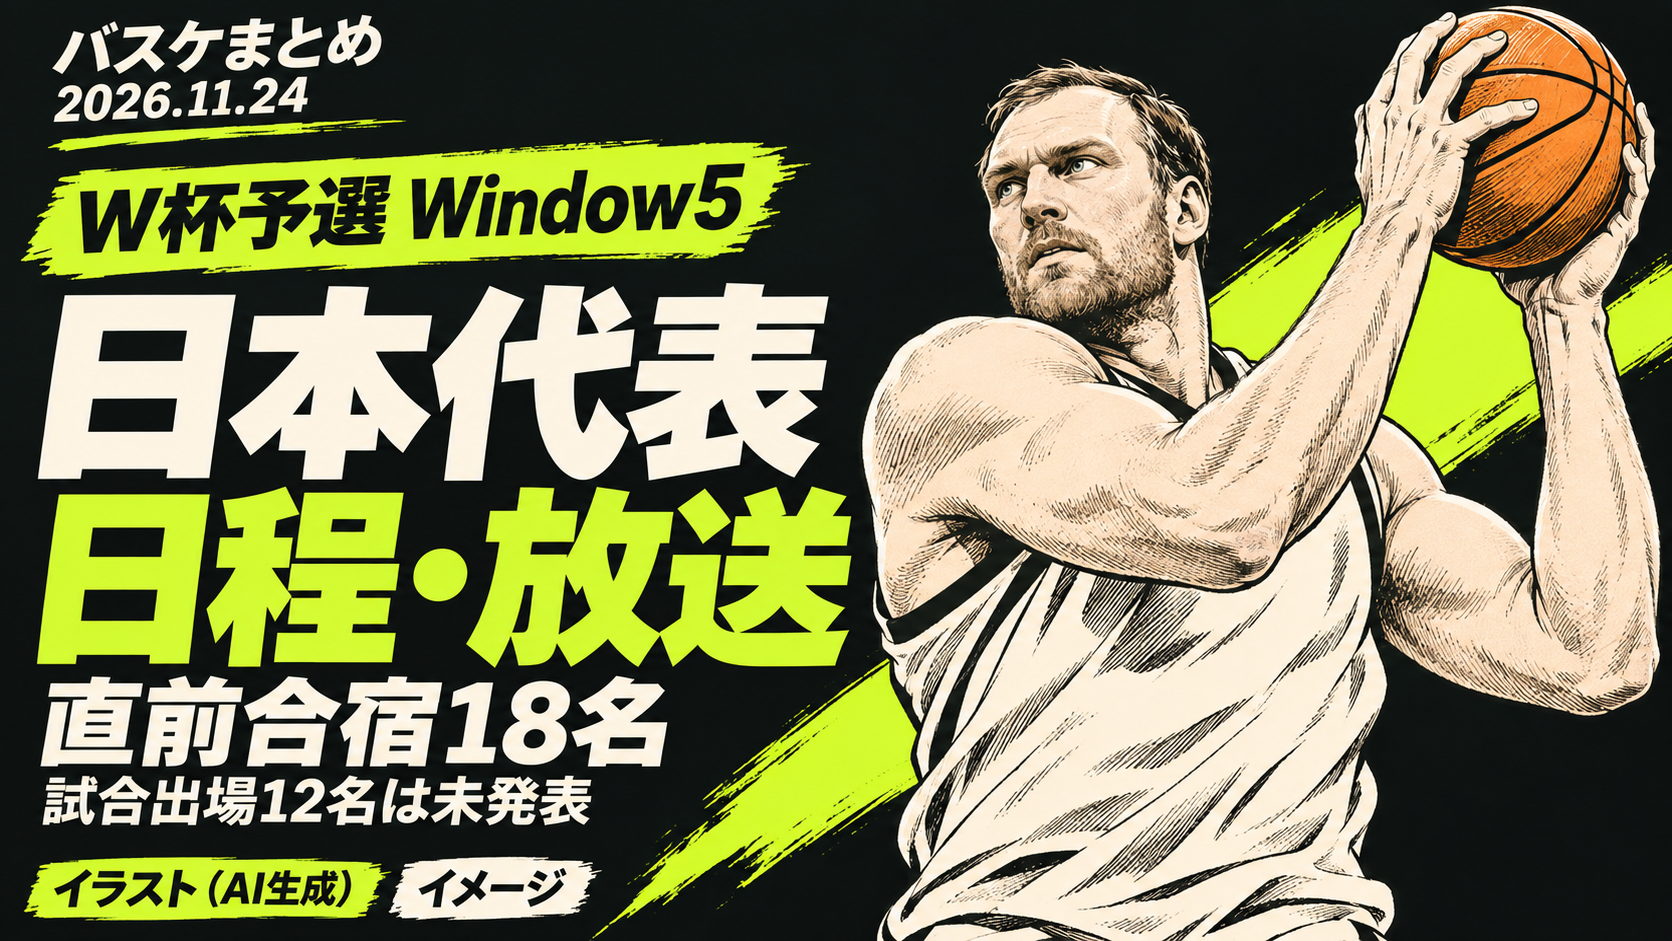 バスケまとめ
2026.11.24
W杯予選 Window5
日本代表
日程・放送
直前合宿18名
試合出場12名は未発表
イラスト（AI生成）
イメージ